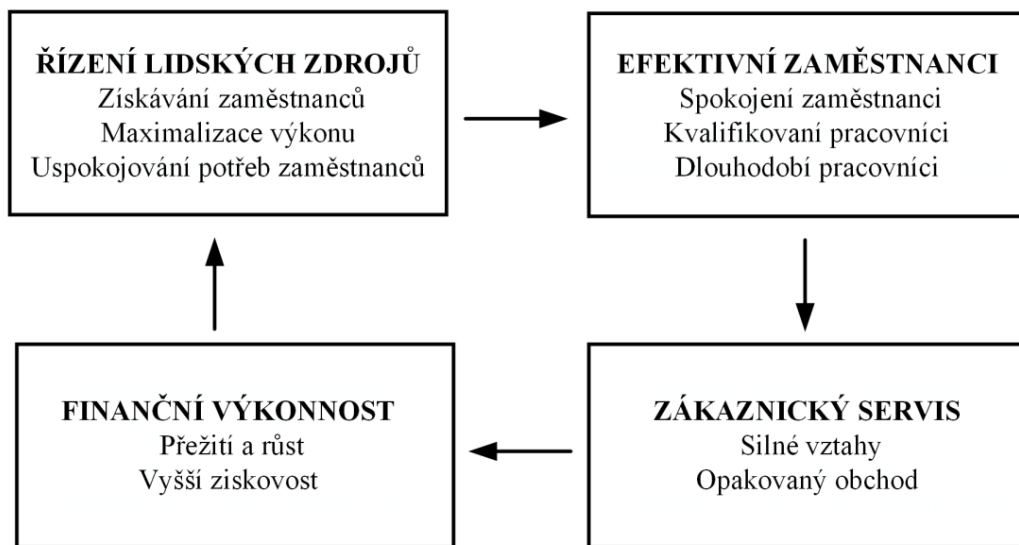 ŘÍZENÍ LIDSKÝCH ZDROJŮ
Získávání zaměstnanců
Maximalizace výkonu
Uspokojování potřeb zaměstnanců
EFEKTIVNÍ ZAMĚSTNANCI
Spokojení zaměstnanci
Kvalifikovaní pracovníci
Dlouhodobí pracovníci
FINANČNÍ VÝKONNOST
Přežití a růst
Vyšší ziskovost
ZÁKAZNICKÝ SERVIS
Silné vztahy
Opakovaný obchod